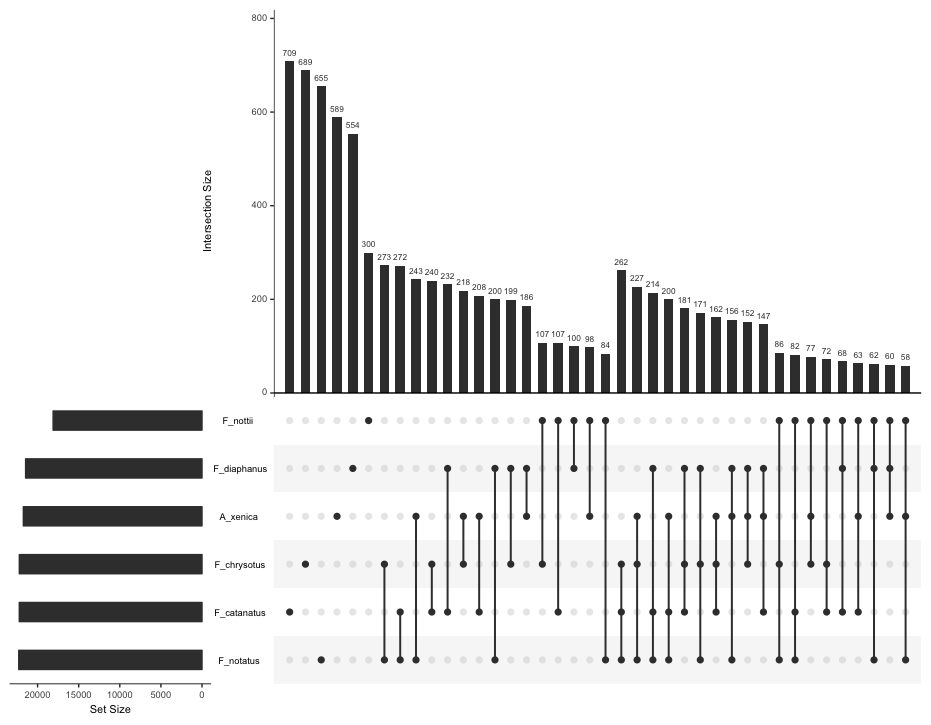 800
600
400
200
0
Intersection Size
709
689
655
589
554
300
273 272
243 240
232
218
208
200 199
186
107 107
100 98
84
262
227
214
200
181
171
162
156 152 147
86 82
77
72
68
63 62 60 58
F_nottii
F_diaphanus
A_xenica
F_chrysotus
F_catanatus
F_notatus
20000 15000 10000 5000 0
Set Size